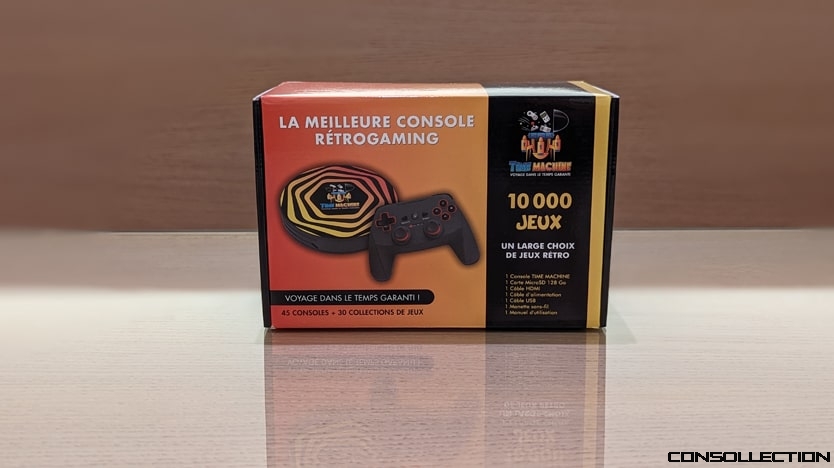 LA MEILLEURE CONSOLE
RÉTROGAMING
TIME MACHINE
VOYAGE DANS LE TEMPS GARANTI !
45 CONSOLES + 30 COLLECTIONS DE JEUX
TIME MACHINE
VOYAGE DANS LE TEMPS GARANTI
10 000
JEUX
UN LARGE CHOIX
DE JEUX RÉTRO
1 Console TIME MACHINE
1 Carte MicroSD 128 Go
1 Câble HDMI
1 Câble d'alimentation
1 Câble USB
1 Manette sans-fil
1 Manuel d'utilisation
CONSOLLECTION